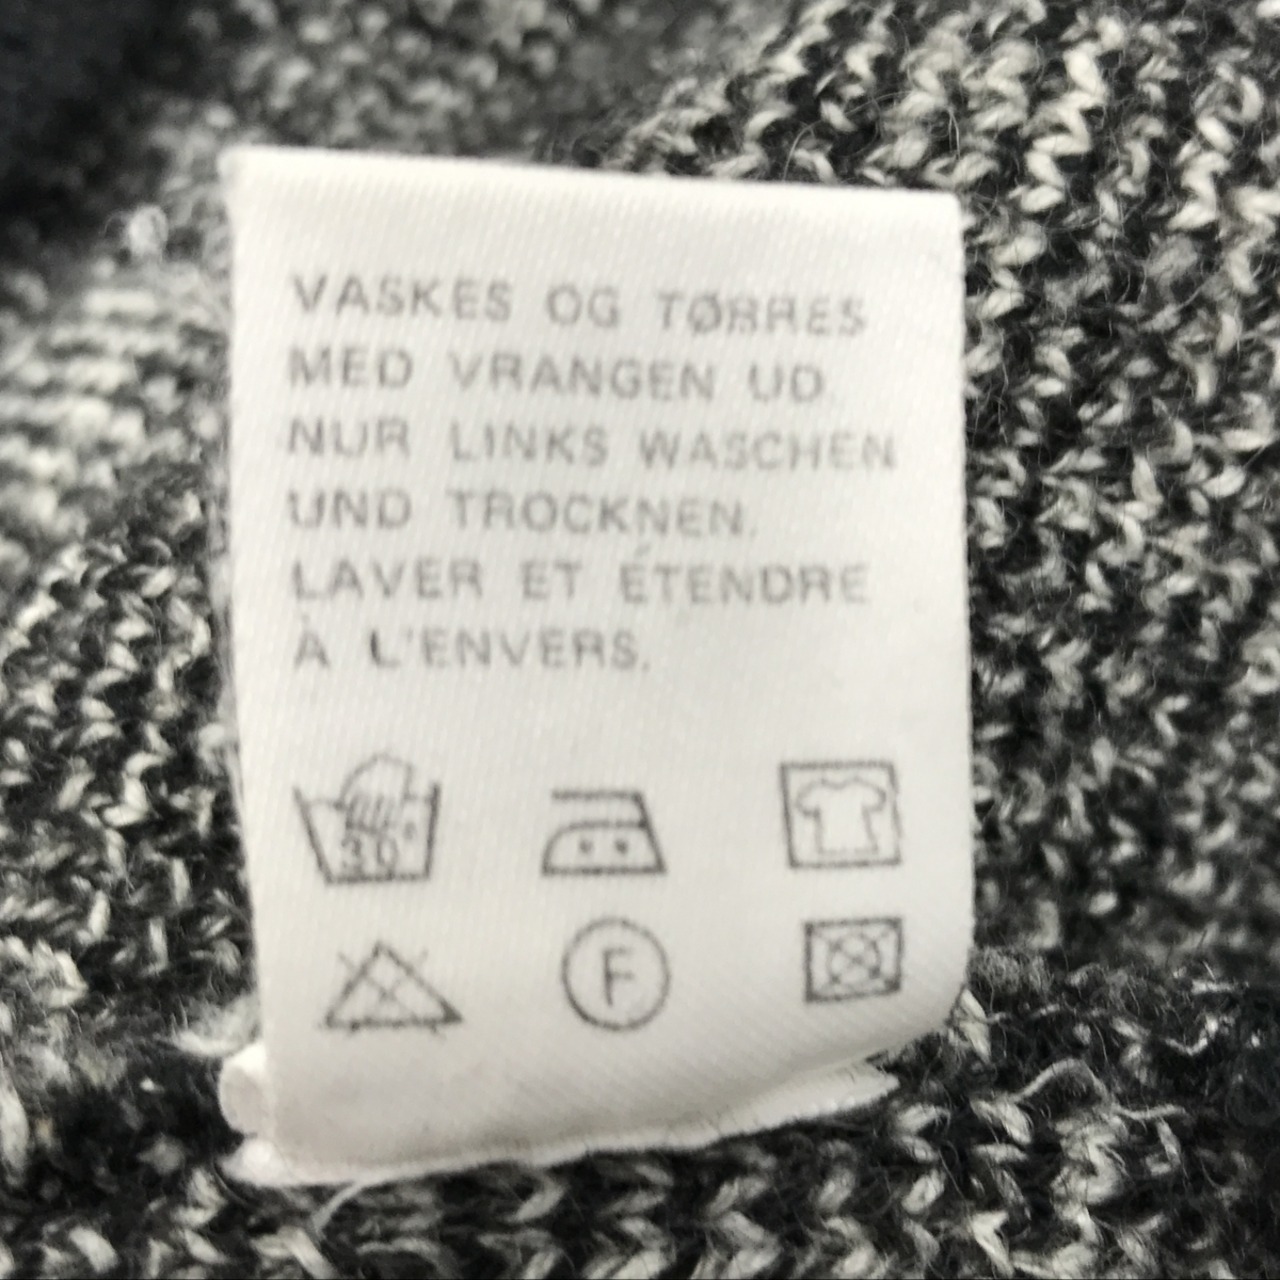 VASKES OG TØRRES
MED VRANGEN UD.
NUR LINKS WASCHEN
UND TROCKNEN.
LAVER ET ÉTENDRE
À L'ENVERS.
30°
F